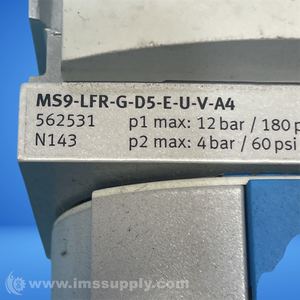 MS9-LFR-G-D5-E-U-V-A4
562531 p1 max: 12 bar / 180 p
N143 p2 max: 4 bar / 60 psi
© www.imssupply.com